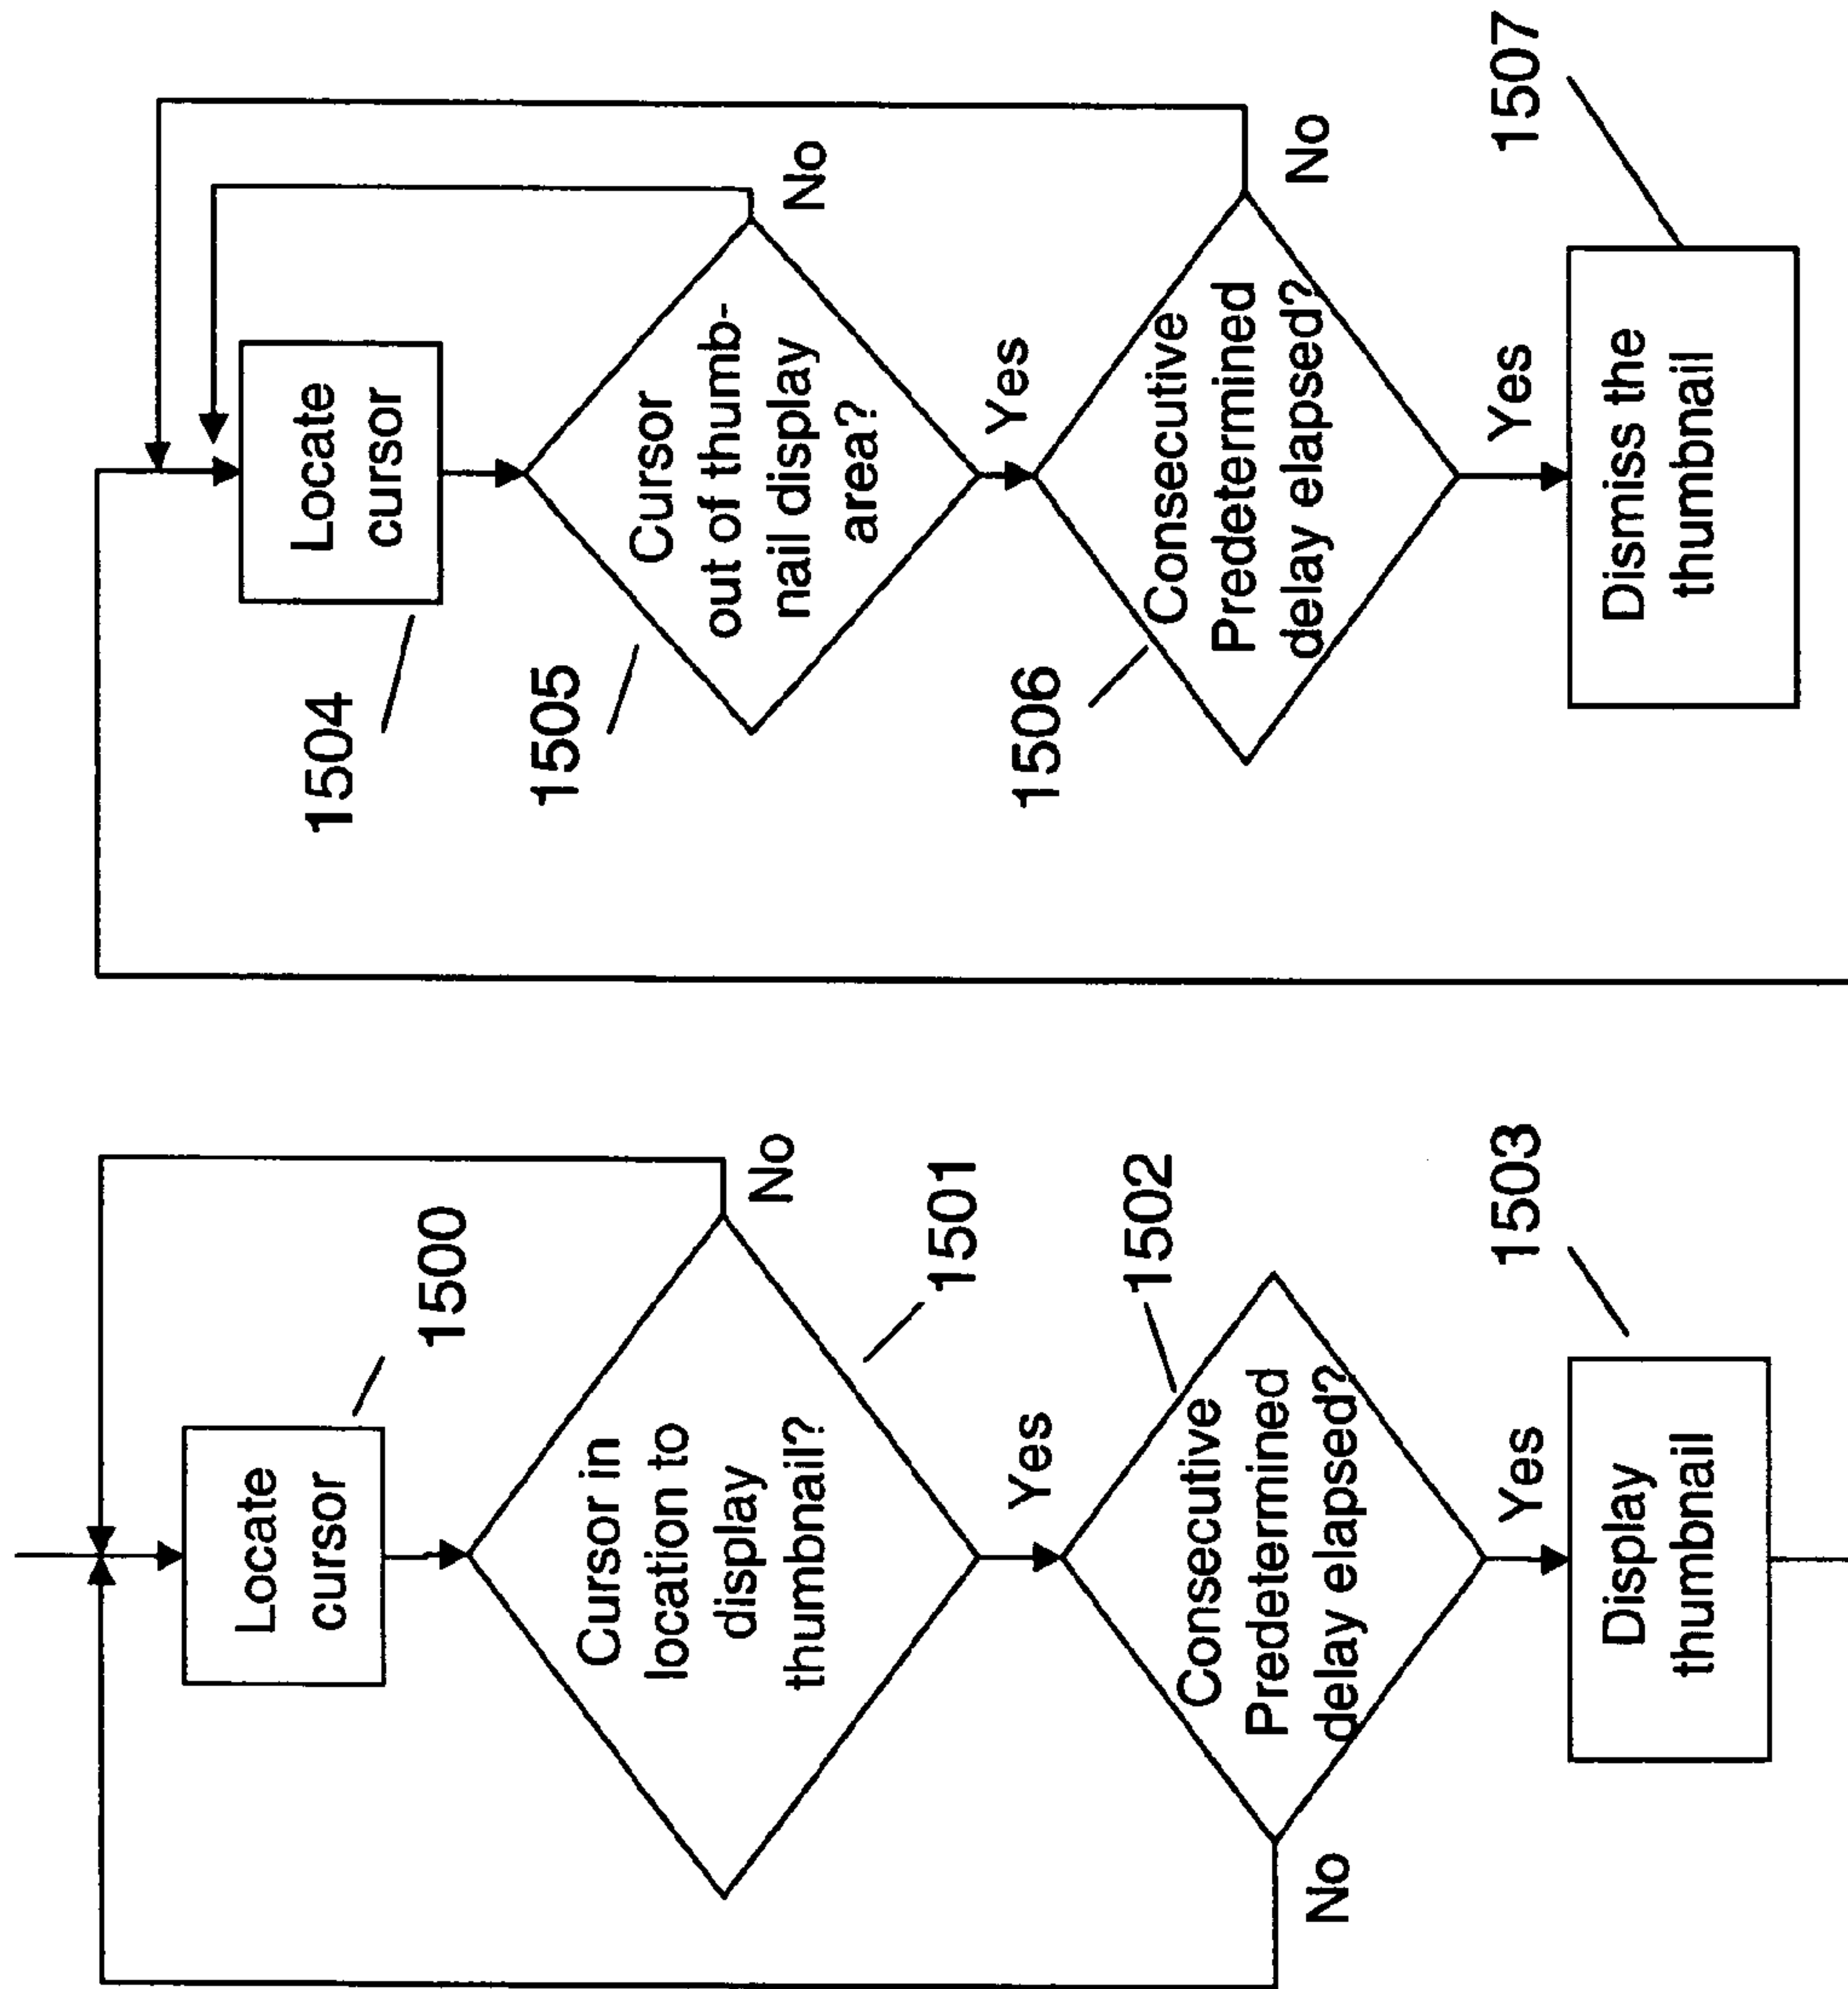 Locate
cursor
1500
Cursor in
location to
display
thumbnail?
No
1501
Yes
1502
Consecutive
Predetermined
delay elapsed?
No
Yes
1503
Display
thumbnail
Locate
cursor
1504
Cursor
out of thumb-
nail display
area?
No
1505
Yes
1506
Consecutive
Predetermined
delay elapsed?
No
Yes
1507
Dismiss the
thumbnail